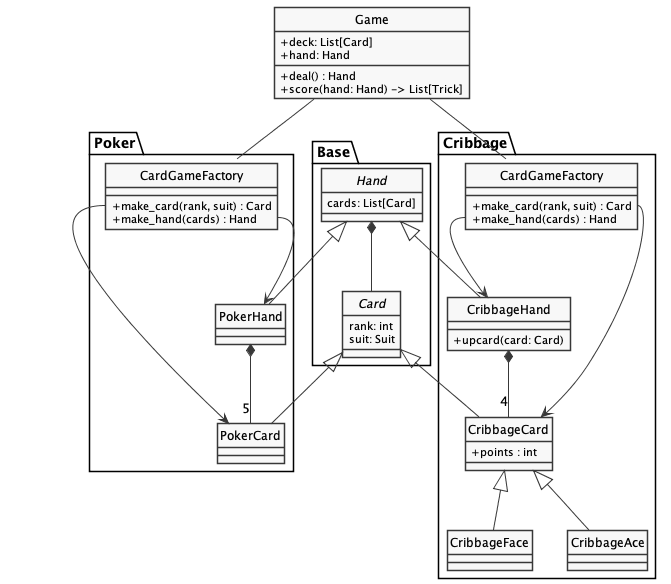 Game
+deck: List[Card]
+hand: Hand
+deal() : Hand
+score(hand: Hand) -> List[Trick]
Poker
CardGameFactory
+make_card(rank, suit) : Card
+make_hand(cards) : Hand
PokerHand
5
PokerCard
Base
Hand
cards: List[Card]
Card
rank: int
suit: Suit
Cribbage
CardGameFactory
+make_card(rank, suit) : Card
+make_hand(cards) : Hand
CribbageHand
+upcard(card: Card)
4
CribbageCard
+points : int
CribbageFace
CribbageAce